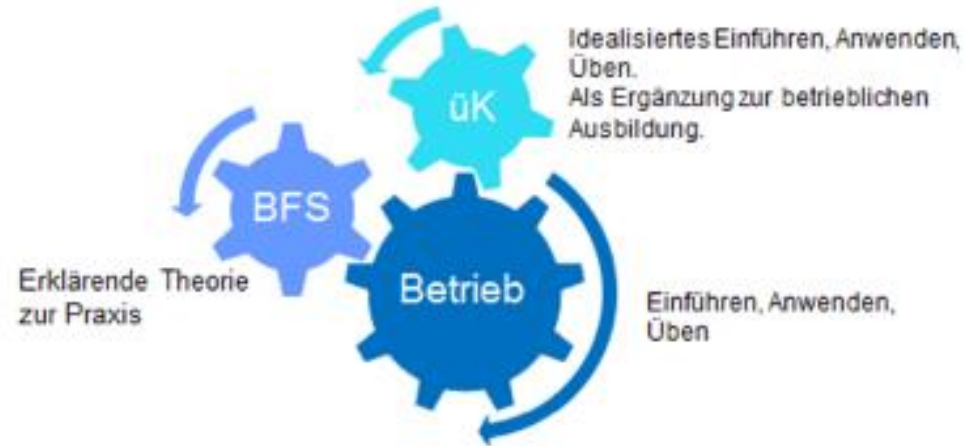 Idealisiertes Einführen, Anwenden,
Üben.
Als Ergänzung zur betrieblichen
Ausbildung.
üK
BFS
Erklärende Theorie
zur Praxis
Betrieb
Einführen, Anwenden,
Üben